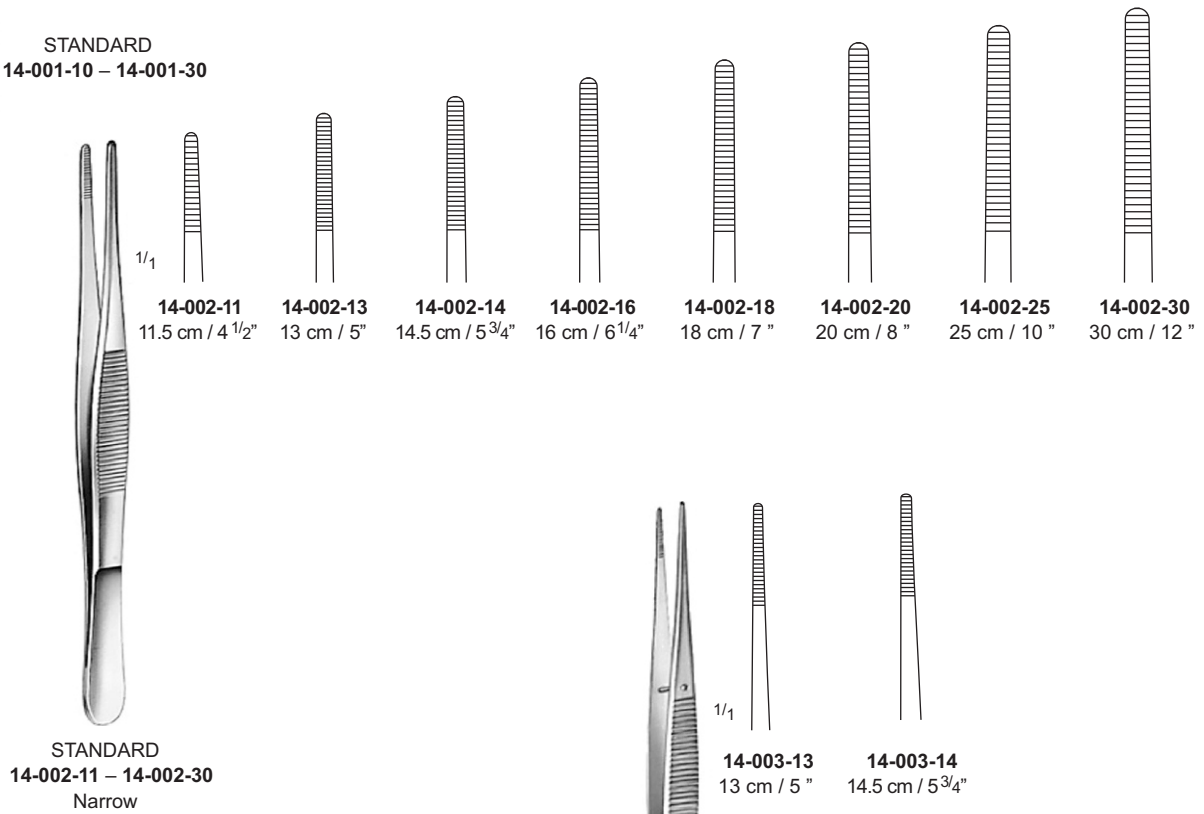 STANDARD
14-001-10 – 14-001-30
1/1
14-002-11
11.5 cm / 4 1/2”
14-002-13
13 cm / 5”
14-002-14
14.5 cm / 5 3/4”
14-002-16
16 cm / 6 1/4”
14-002-18
18 cm / 7 ”
14-002-20
20 cm / 8 ”
14-002-25
25 cm / 10 ”
14-002-30
30 cm / 12 ”
STANDARD
14-002-11 – 14-002-30
Narrow
1/1
14-003-13
13 cm / 5 ”
14-003-14
14.5 cm / 5 3/4”